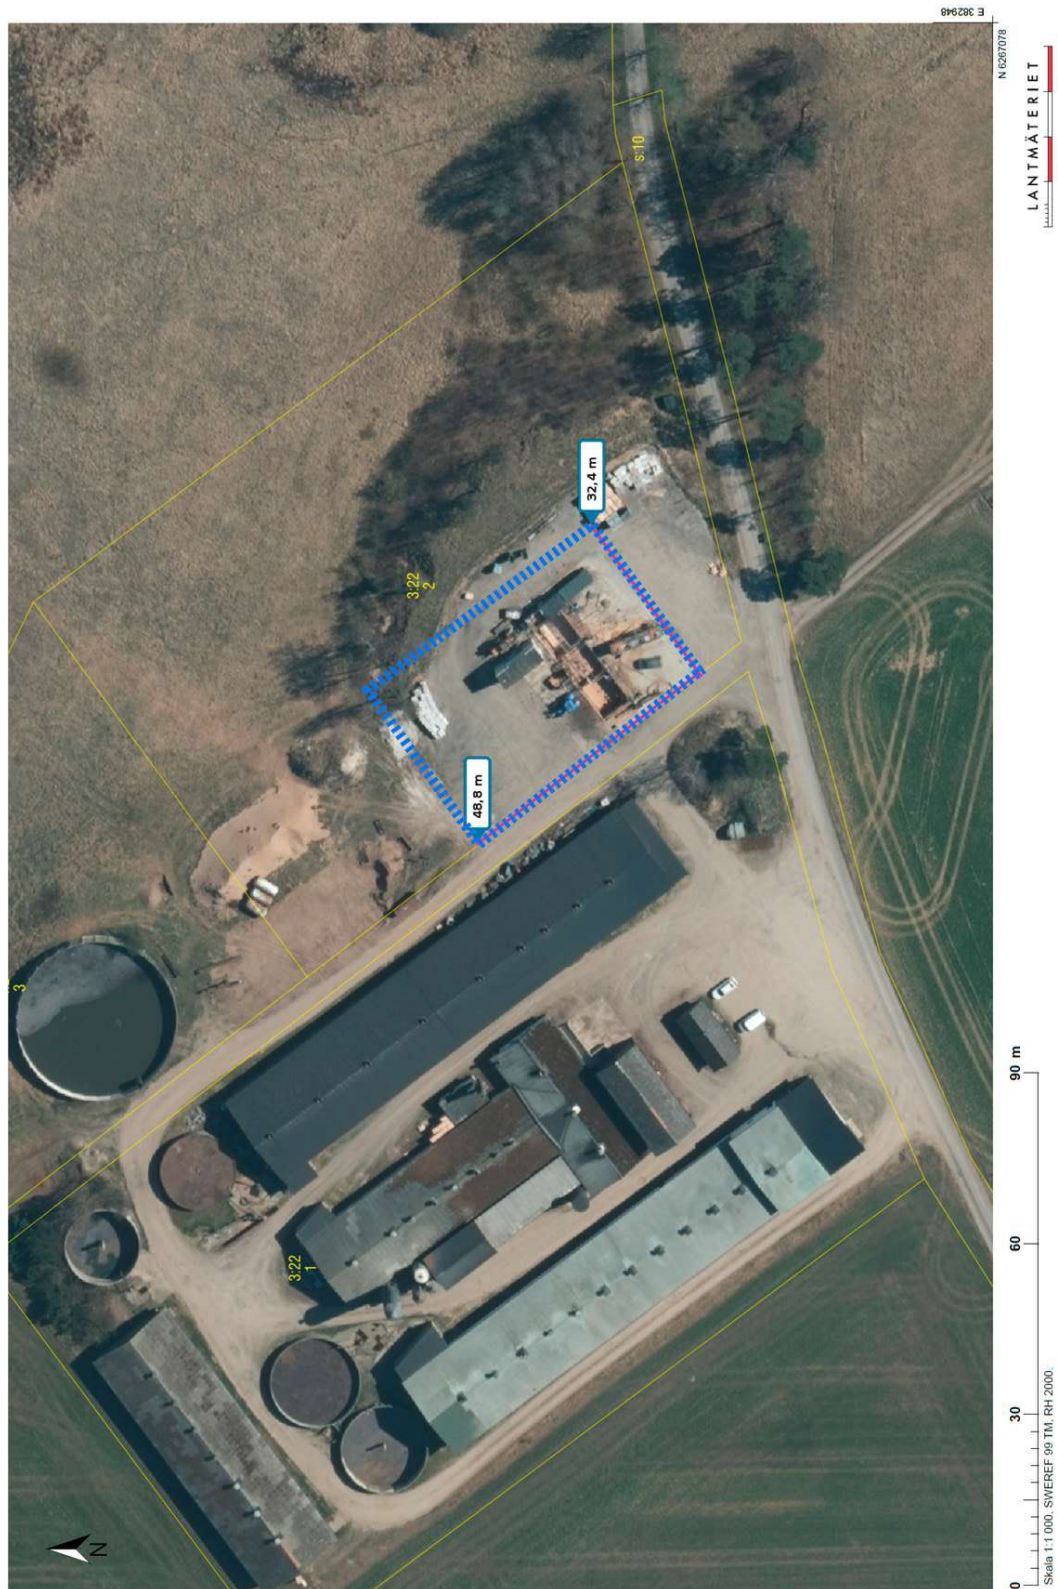 E 382948
N 6267078
LANTMÄTERIET
s:10
32,4 m
3:22
2
48,8 m
3
3:22
1
N
0
30
60
90 m
Skala 1:1 000, SWEREF 99 TM, RH 2000.